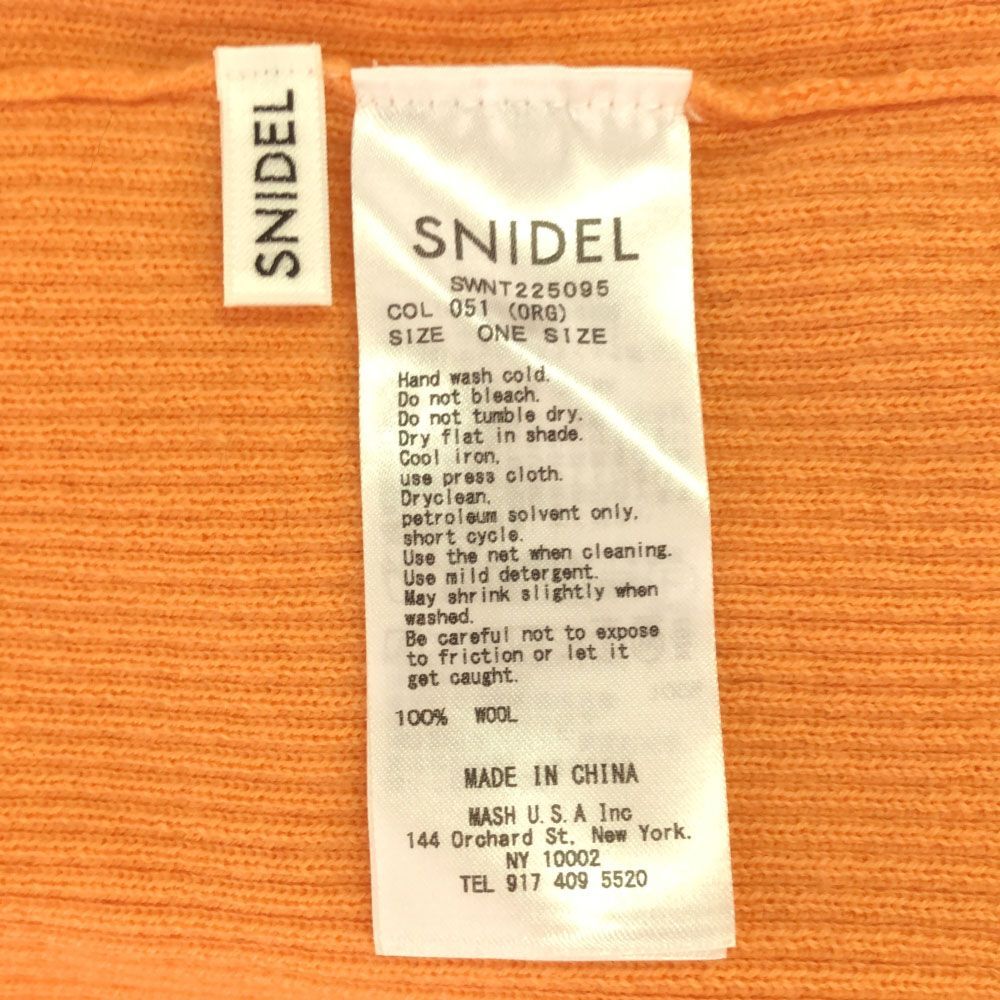 SNIDEL
SNIDEL
SWNT225095
COL 051 (ORG)
SIZE ONE SIZE
Hand wash cold.
Do not bleach.
Do not tumble dry.
Dry flat in shade.
Cool iron,
use press cloth.
Dryclean,
petroleum solvent only,
short cycle.
Use the net when cleaning.
Use mild detergent.
May shrink slightly when
washed.
Be careful not to expose
to friction or let it
get caught.
100% WOOL
MADE IN CHINA
MASH U.S.A Inc
144 Orchard St, New York.
NY 10002
TEL 917 409 5520